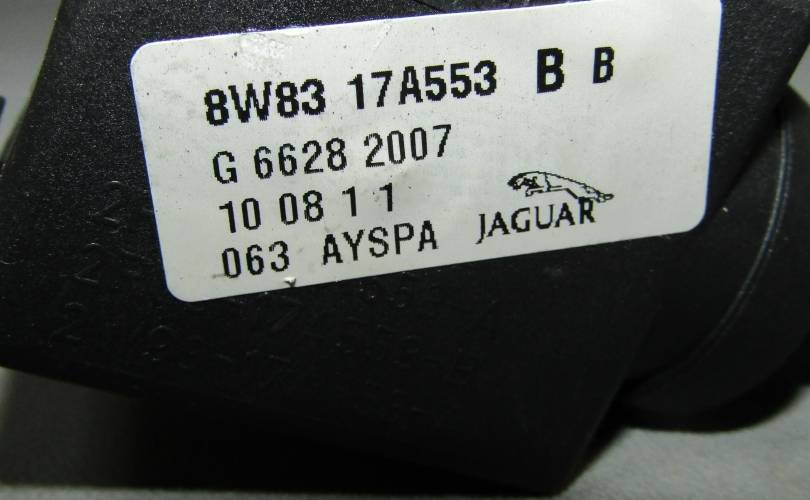 8W83 17A553 B B
G 6628 2007
10 08 1 1
063 AYSPA JAGUAR